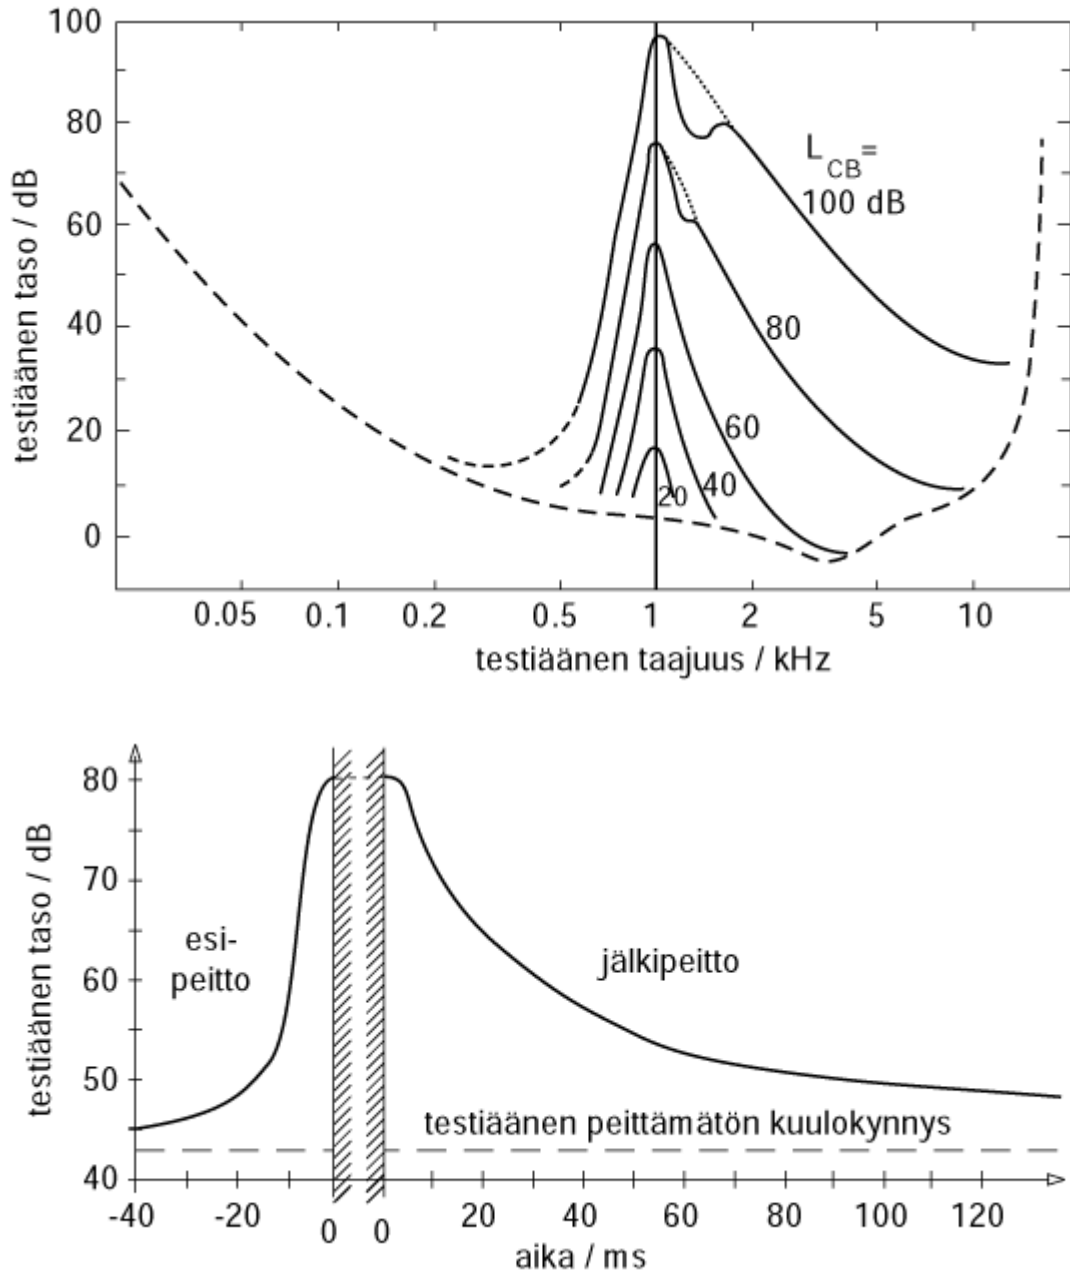 100
80
60
40
20
0
testiäänen taso / dB
L_CB=
100 dB
80
60
40
20
0.05 0.1 0.2 0.5 1 2 5 10
testiäänen taajuus / kHz
80
70
60
50
40
testiäänen taso / dB
esi-
peitto
jälkipeitto
testiäänen peittämätön kuulokynnys
-40 -20 0 0 20 40 60 80 100 120
aika / ms